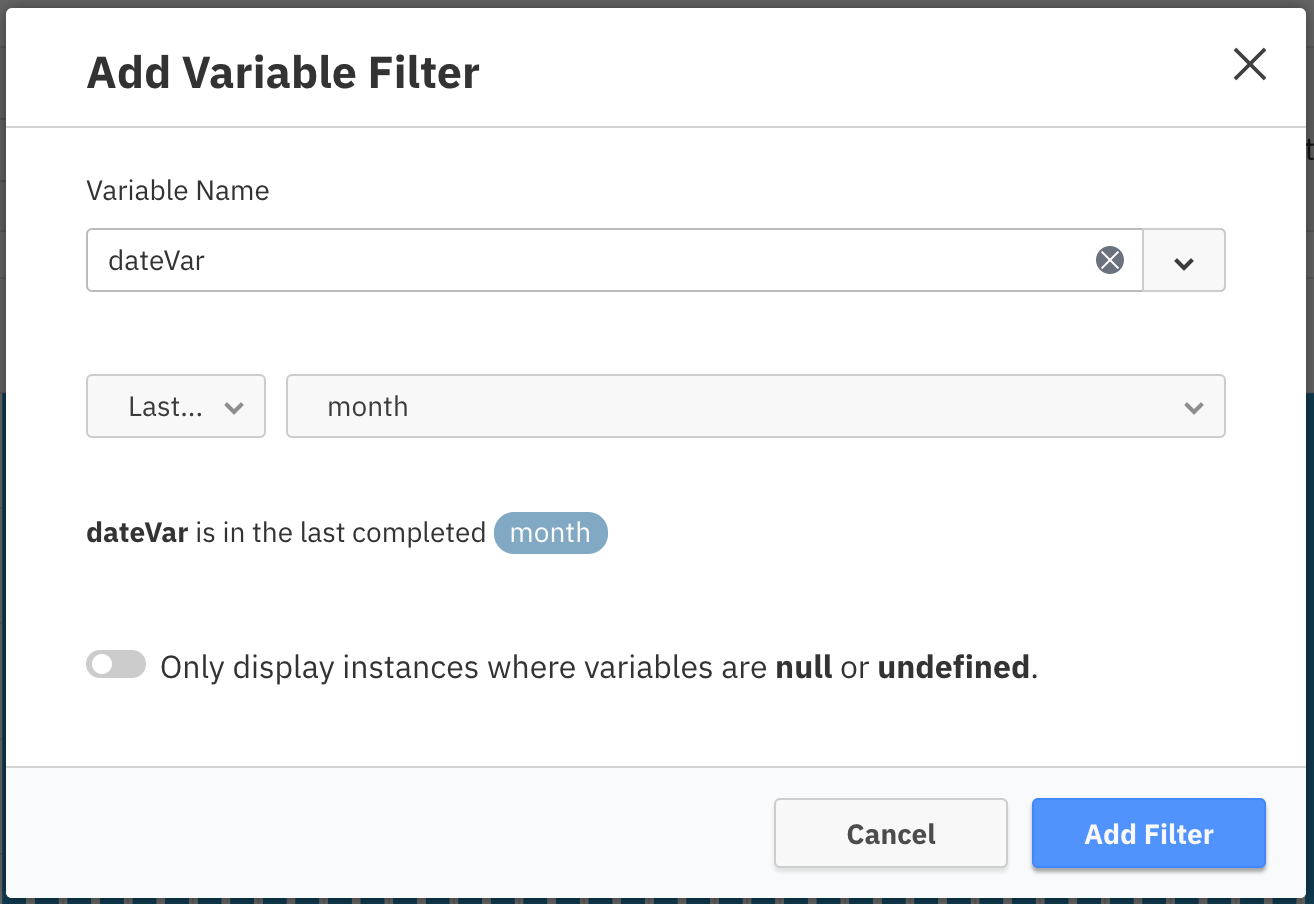 Add Variable Filter
Variable Name
dateVar
Last... month
dateVar is in the last completed month
Only display instances where variables are null or undefined.
Cancel Add Filter